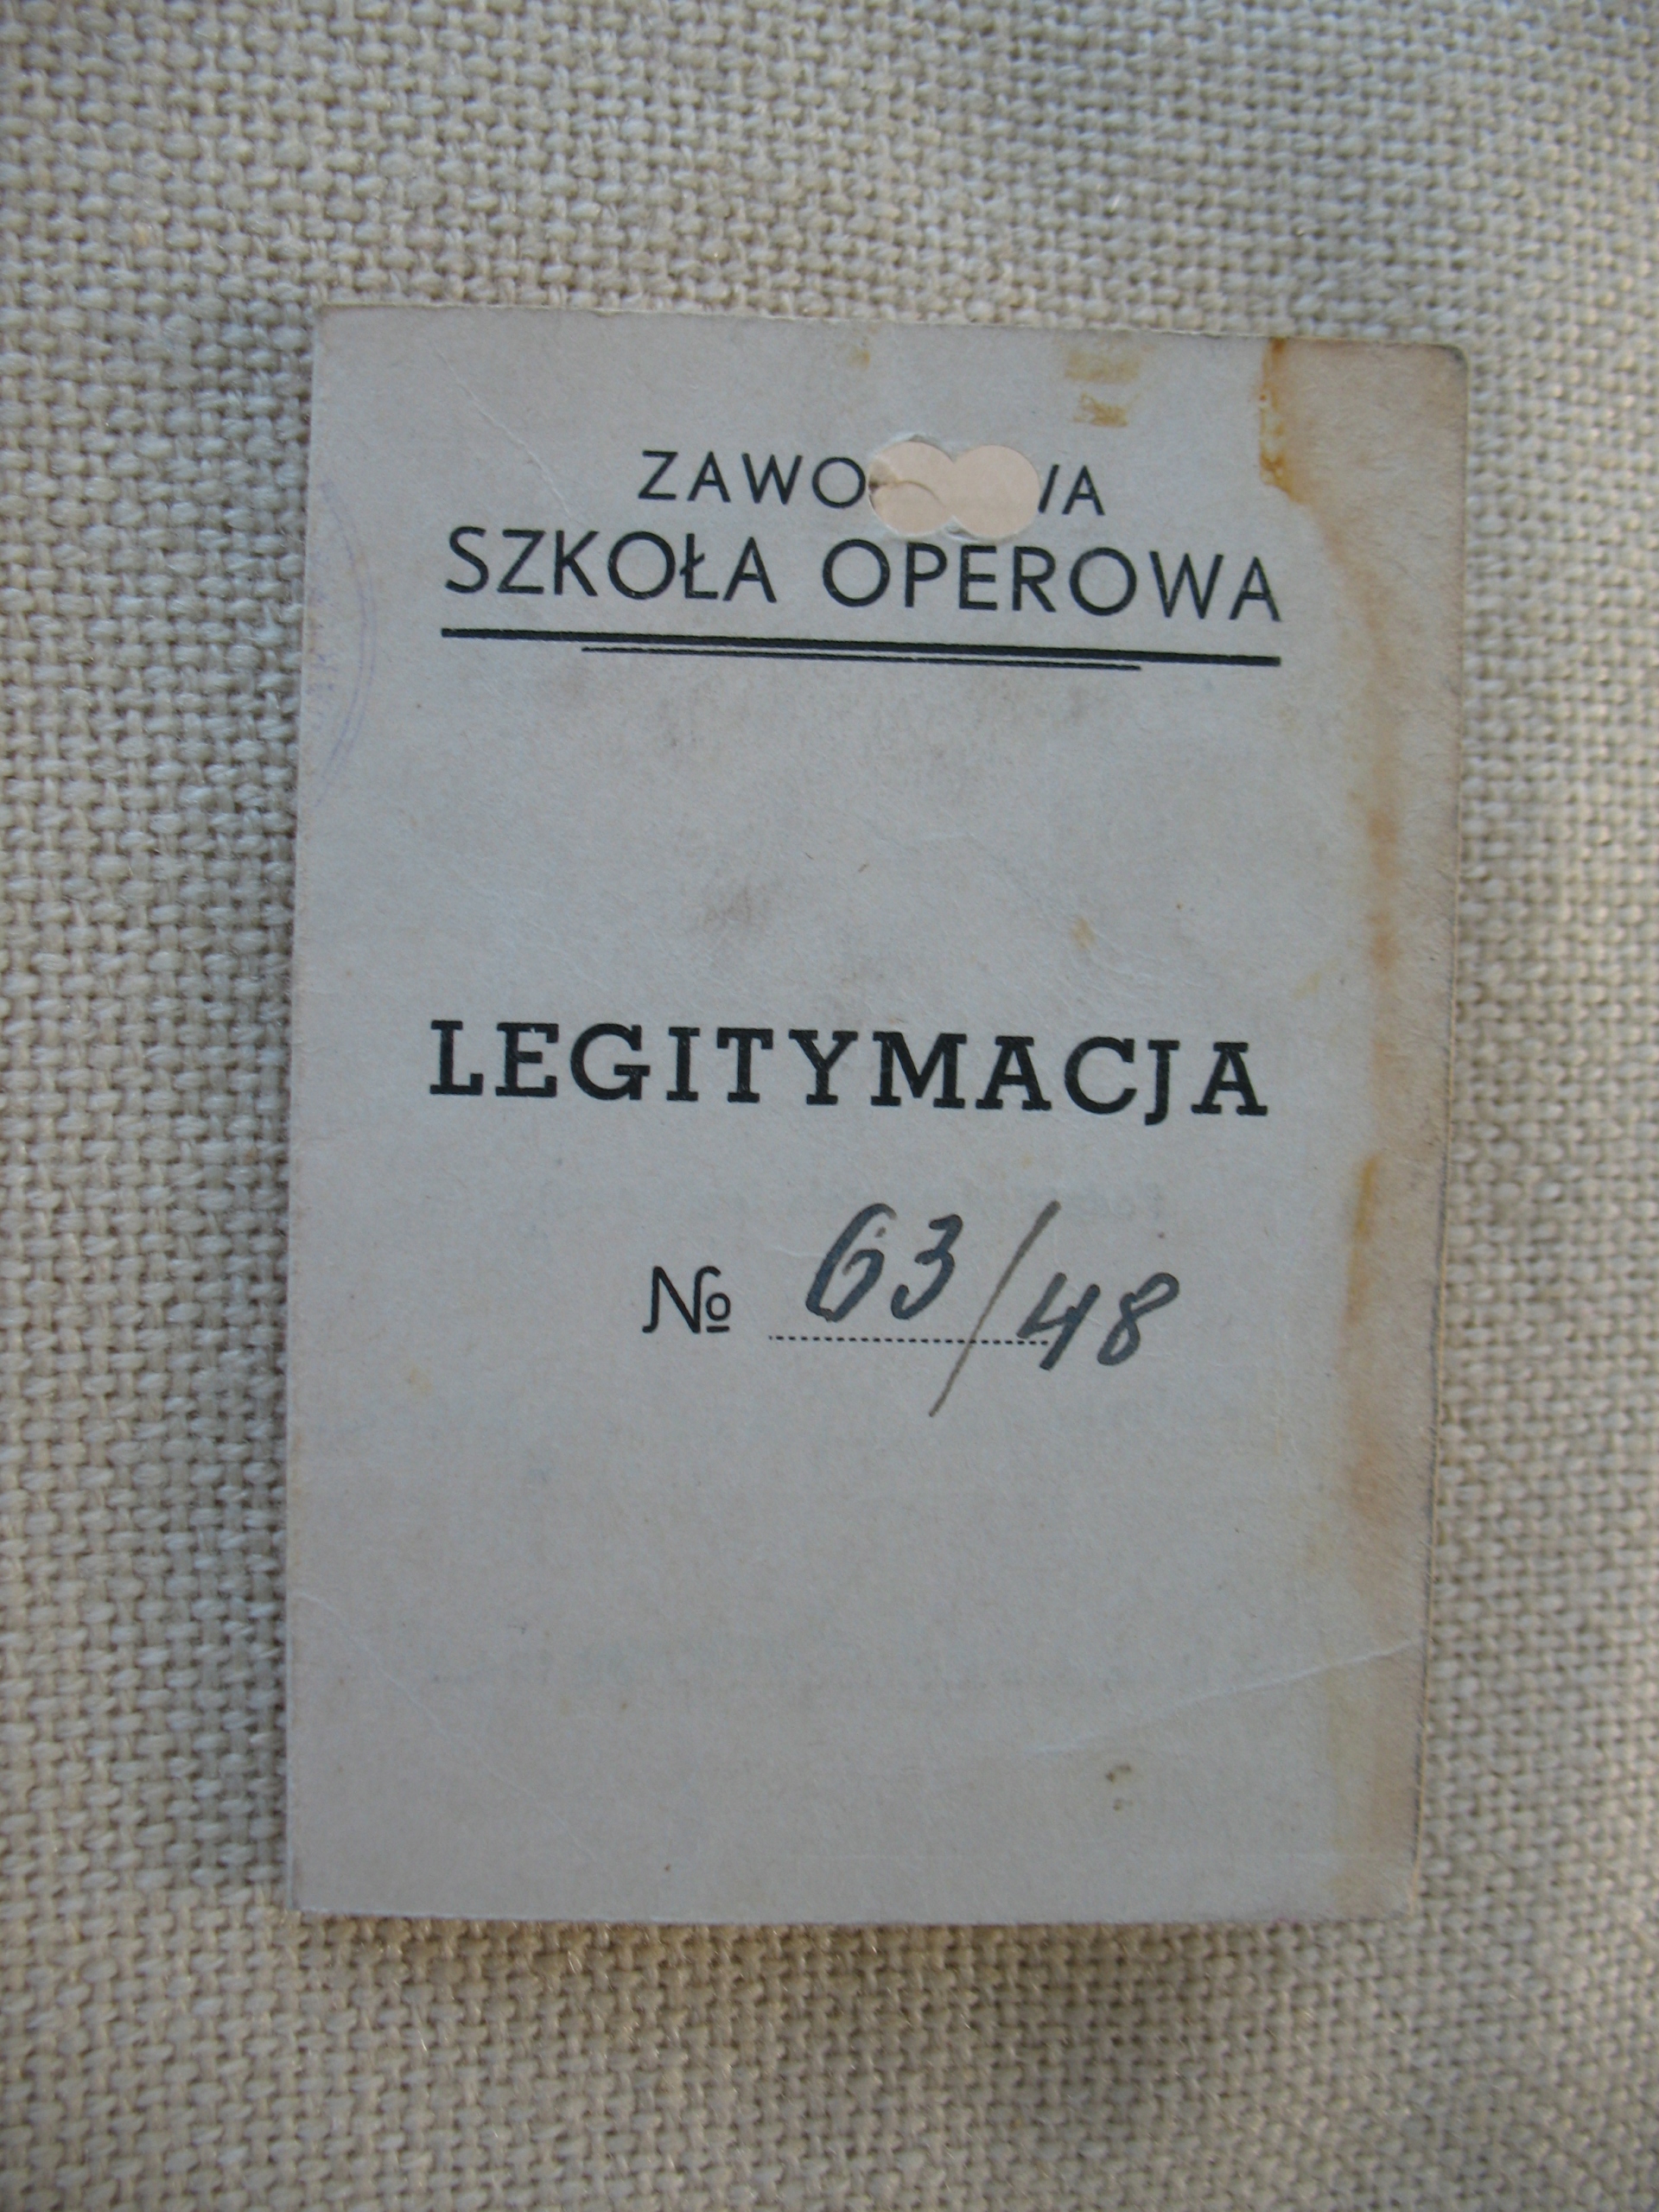 SZKOŁA OPEROWA
LEGITYMACJA
№ 63/48